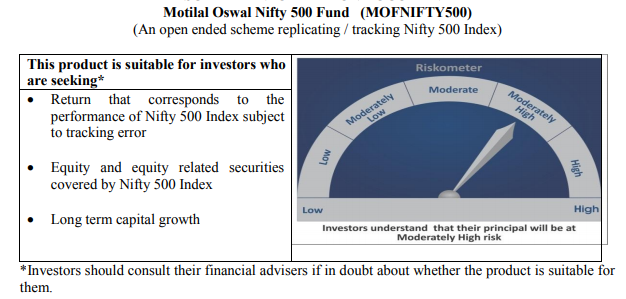 Motilal Oswal Nifty 500 Fund (MOFNIFTY500)
(An open ended scheme replicating / tracking Nifty 500 Index)
This product is suitable for investors who
are seeking*
• Return that corresponds to the
performance of Nifty 500 Index subject
to tracking error
• Equity and equity related securities
covered by Nifty 500 Index
• Long term capital growth
Riskometer
Low
Moderately
Low
Moderate
Moderately
High
High
Low
High
Investors understand that their principal will be at
Moderately High risk
*Investors should consult their financial advisers if in doubt about whether the product is suitable for
them.